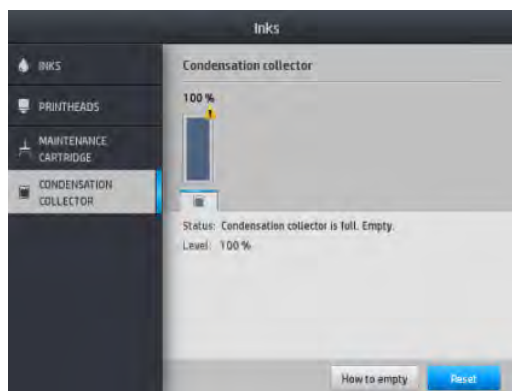 Inks
INKS
PRINTHEADS
MAINTENANCE
CARTRIDGE
CONDENSATION
COLLECTOR
Condensation collector
100 %
Status: Condensation collector is full. Empty.
Level: 100 %
How to empty
Reset